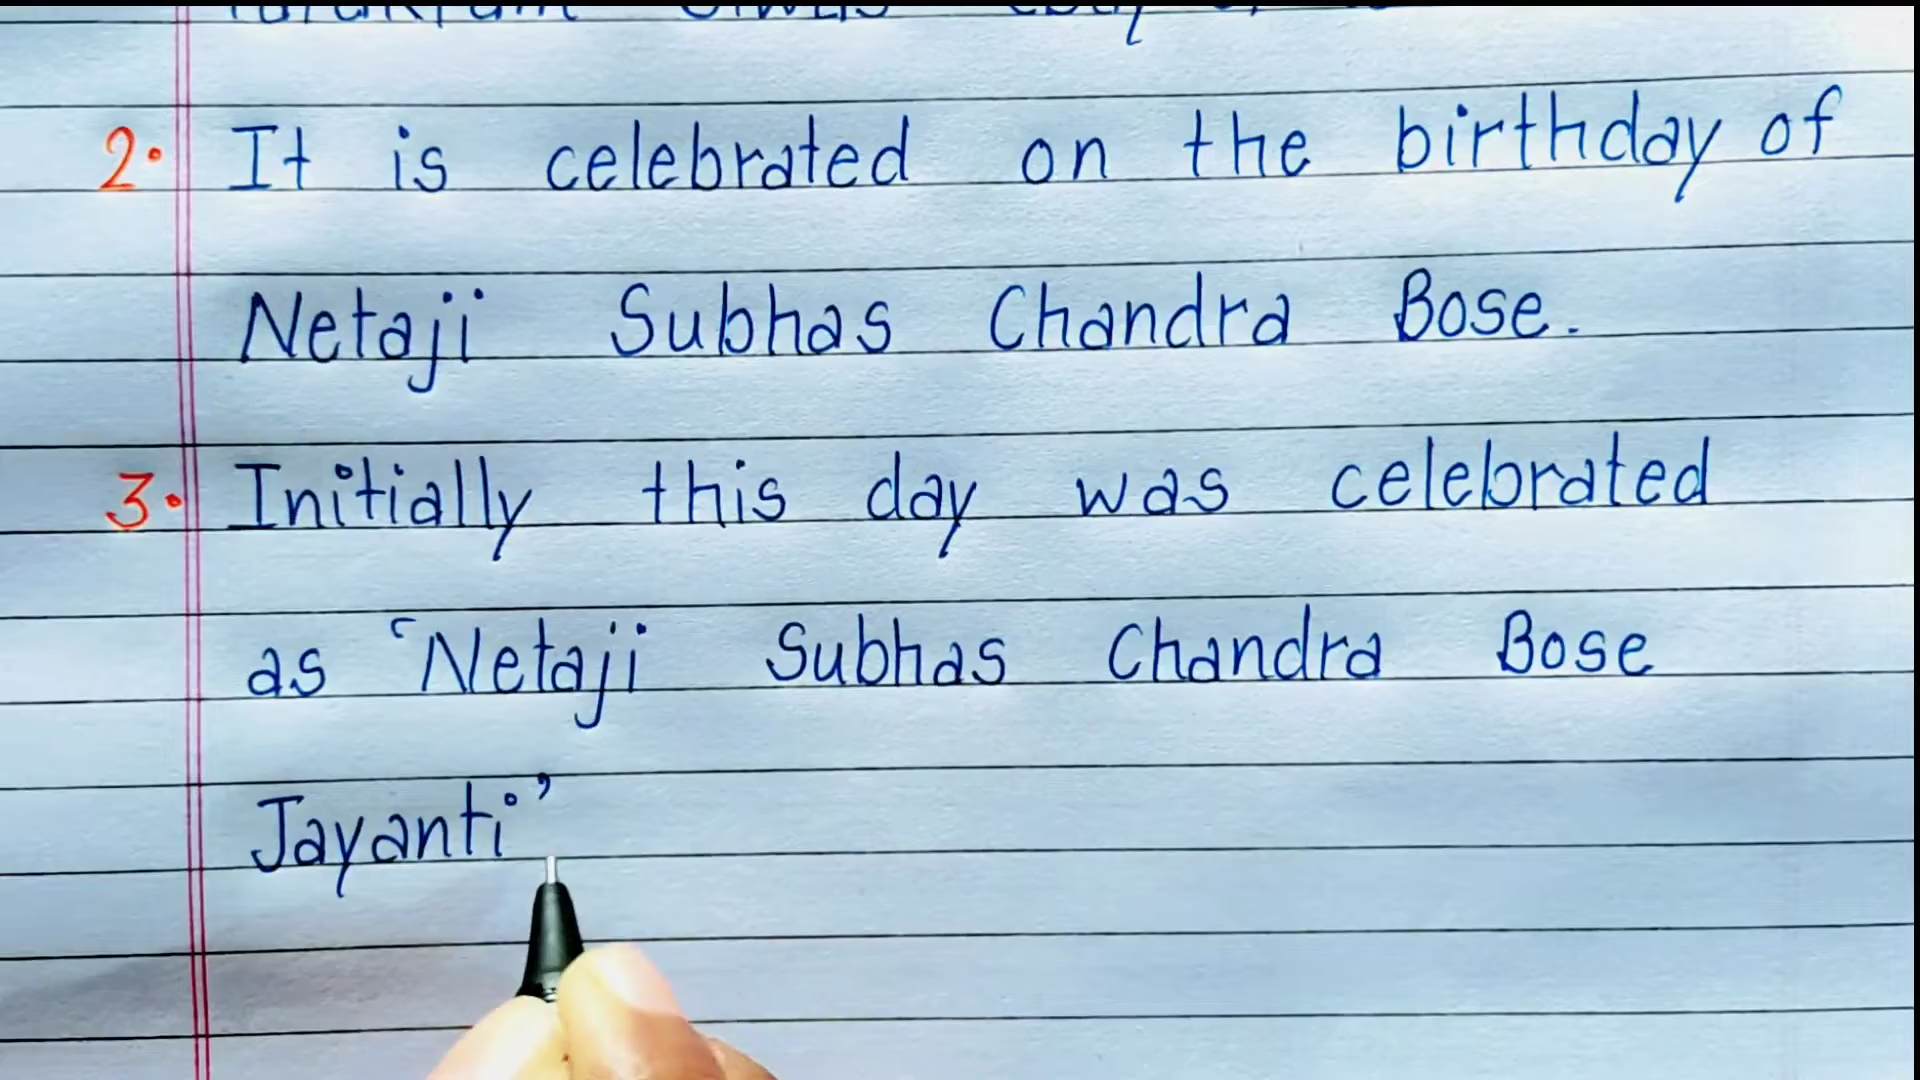 2. It is celebrated on the birthday of
Netaji Subhas Chandra Bose.
3. Initially this day was celebrated
as 'Netaji Subhas Chandra Bose
Jayanti'